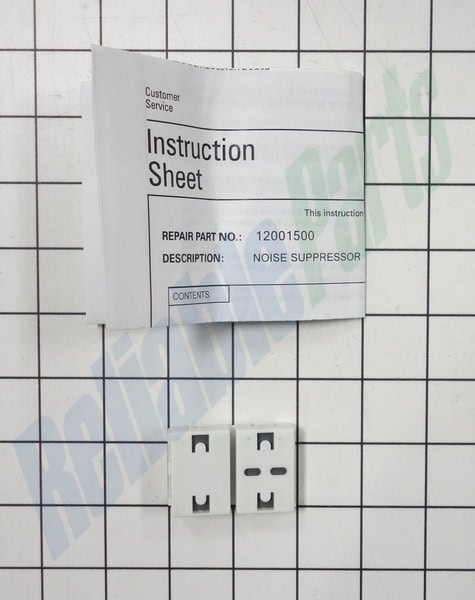 Customer
Service
Instruction
Sheet
This instruction
REPAIR PART NO.: 12001500
DESCRIPTION: NOISE SUPPRESSOR
CONTENTS:
ReliableParts